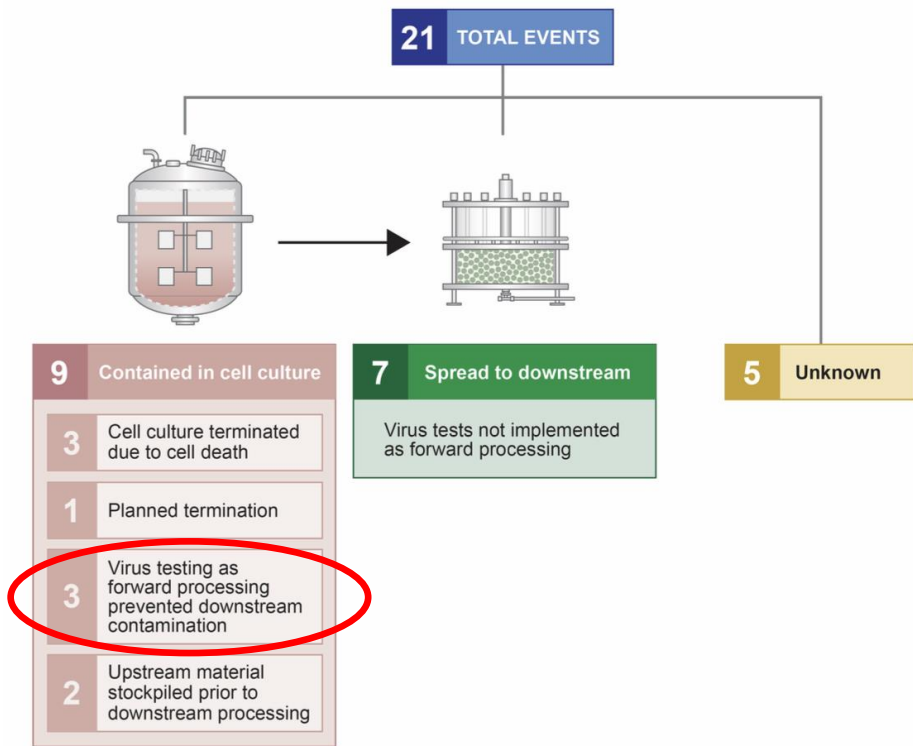 21 TOTAL EVENTS
9 Contained in cell culture
3 Cell culture terminated
due to cell death
1 Planned termination
3 Virus testing as
forward processing
prevented downstream
contamination
2 Upstream material
stockpiled prior to
downstream processing
7 Spread to downstream
Virus tests not implemented
as forward processing
5 Unknown